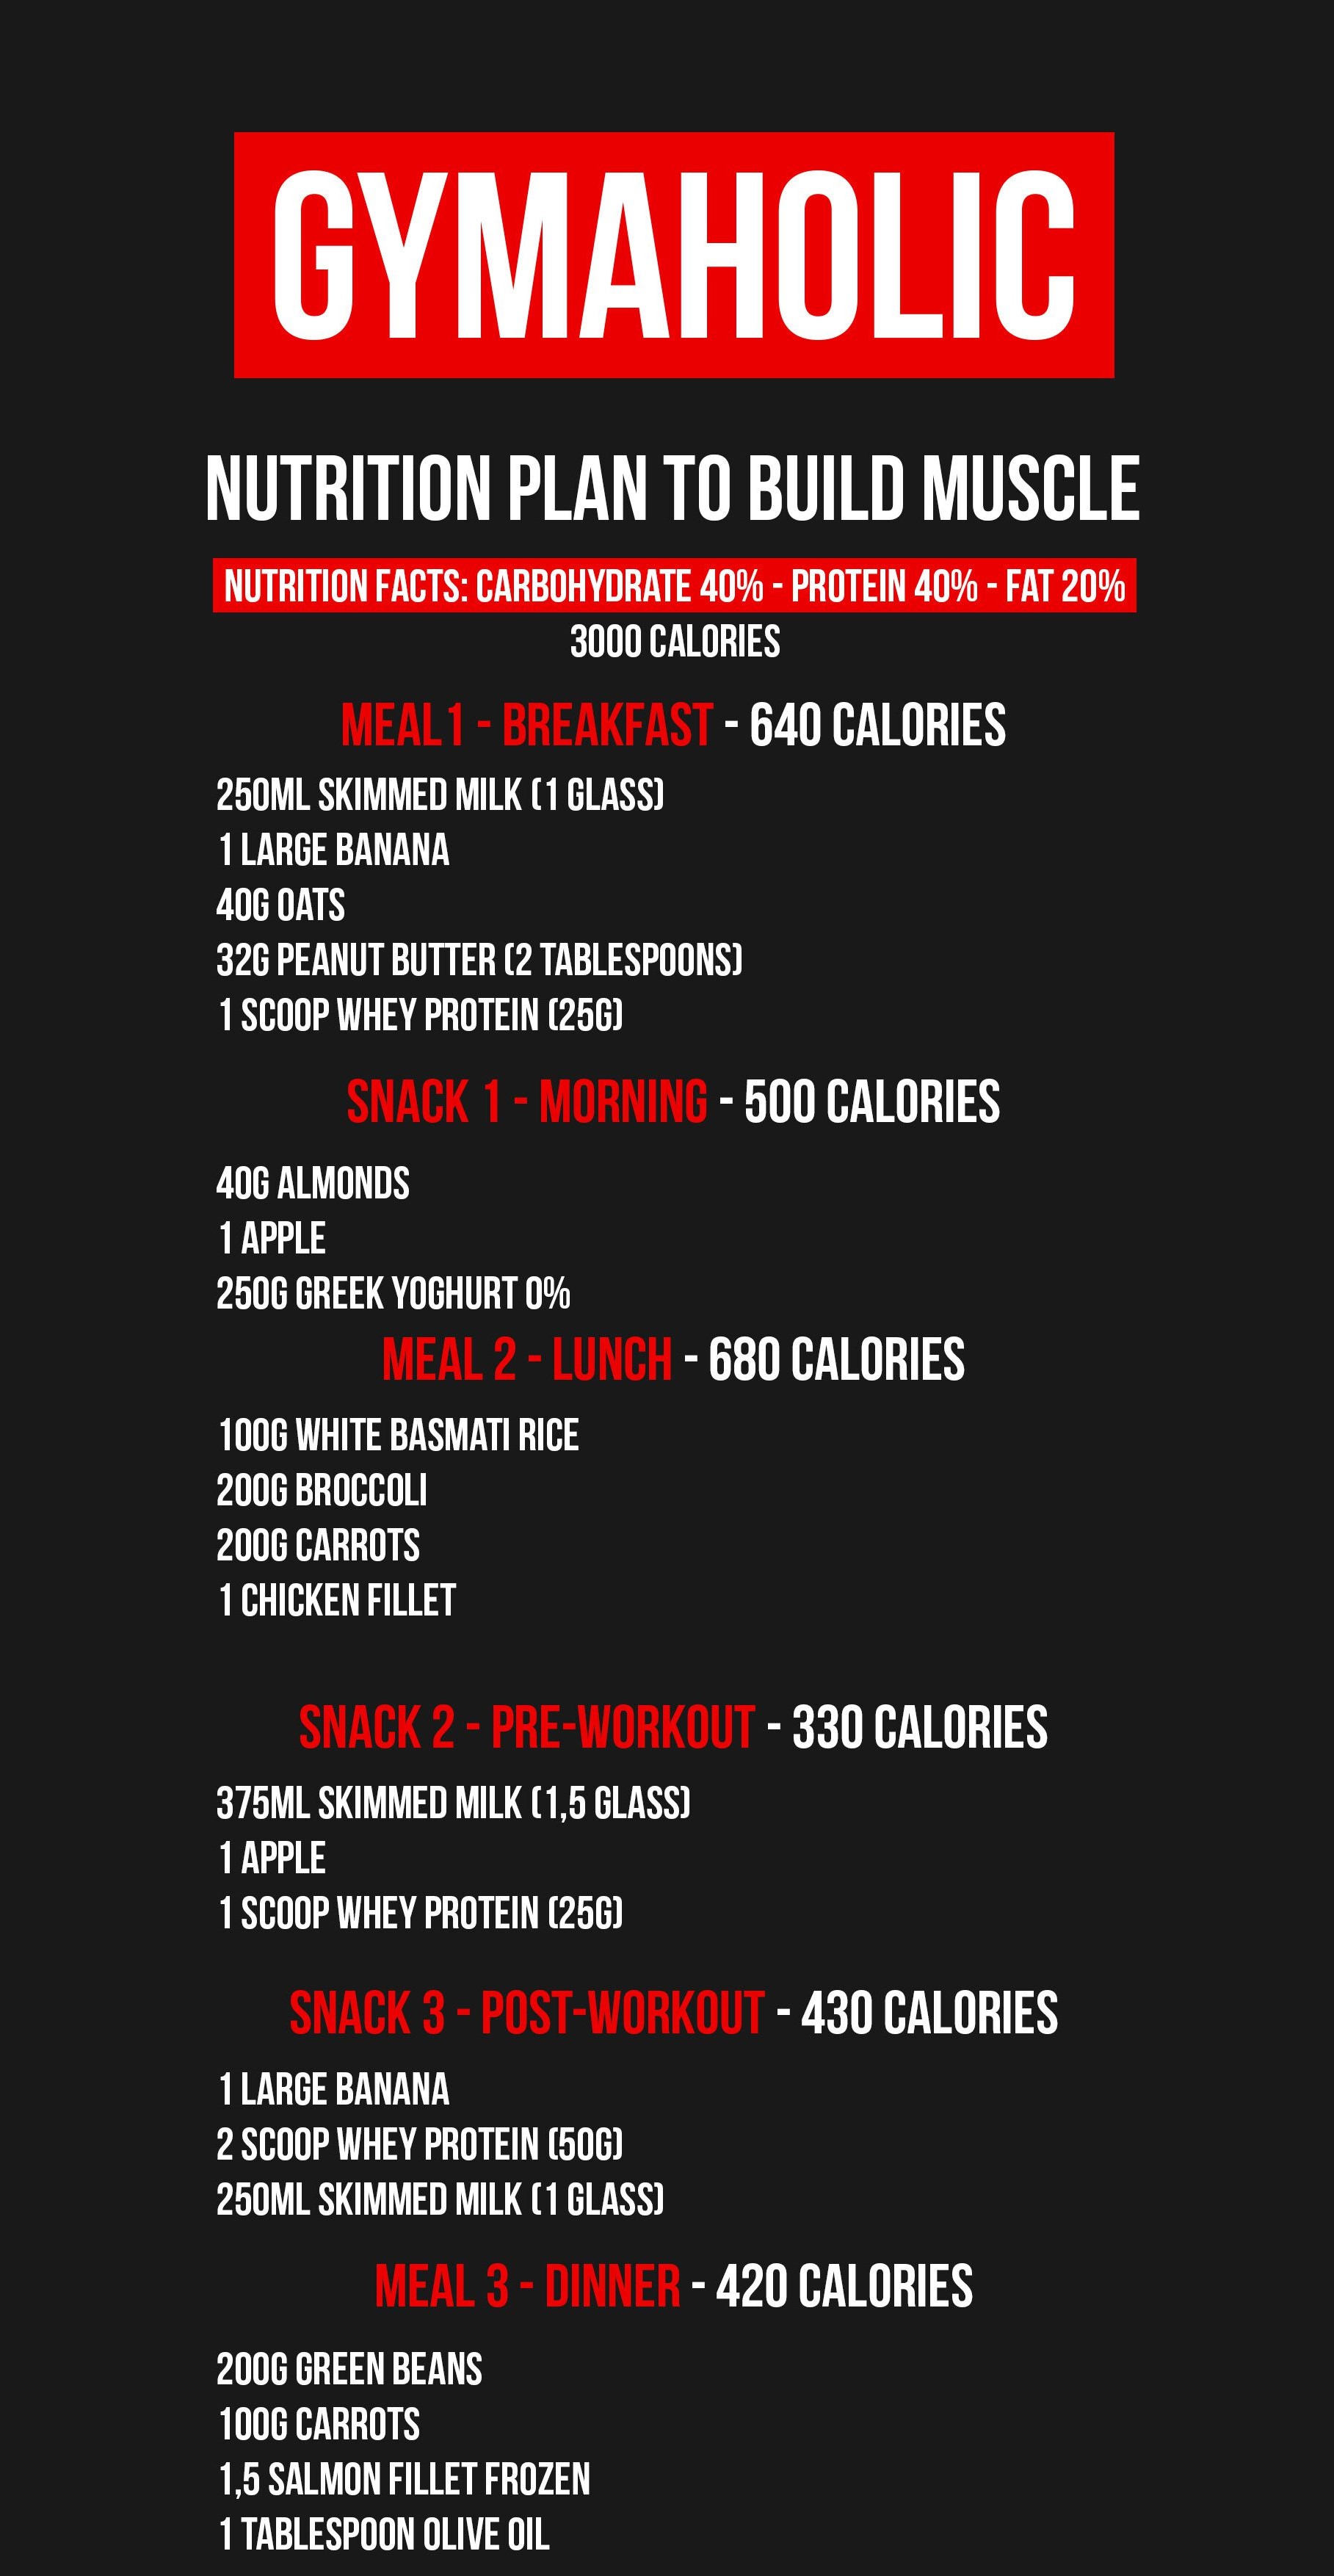 GYMAHOLIC
NUTRITION PLAN TO BUILD MUSCLE
NUTRITION FACTS: CARBOHYDRATE 40% - PROTEIN 40% - FAT 20%
3000 CALORIES
MEAL1 - BREAKFAST - 640 CALORIES
250ML SKIMMED MILK (1 GLASS)
1 LARGE BANANA
40G OATS
32G PEANUT BUTTER (2 TABLESPOONS)
1 SCOOP WHEY PROTEIN (25G)
SNACK 1 - MORNING - 500 CALORIES
40G ALMONDS
1 APPLE
250G GREEK YOGHURT 0%
MEAL 2 - LUNCH - 680 CALORIES
100G WHITE BASMATI RICE
200G BROCCOLI
200G CARROTS
1 CHICKEN FILLET
SNACK 2 - PRE-WORKOUT - 330 CALORIES
375ML SKIMMED MILK (1,5 GLASS)
1 APPLE
1 SCOOP WHEY PROTEIN (25G)
SNACK 3 - POST-WORKOUT - 430 CALORIES
1 LARGE BANANA
2 SCOOP WHEY PROTEIN (50G)
250ML SKIMMED MILK (1 GLASS)
MEAL 3 - DINNER - 420 CALORIES
200G GREEN BEANS
100G CARROTS
1,5 SALMON FILLET FROZEN
1 TABLESPOON OLIVE OIL